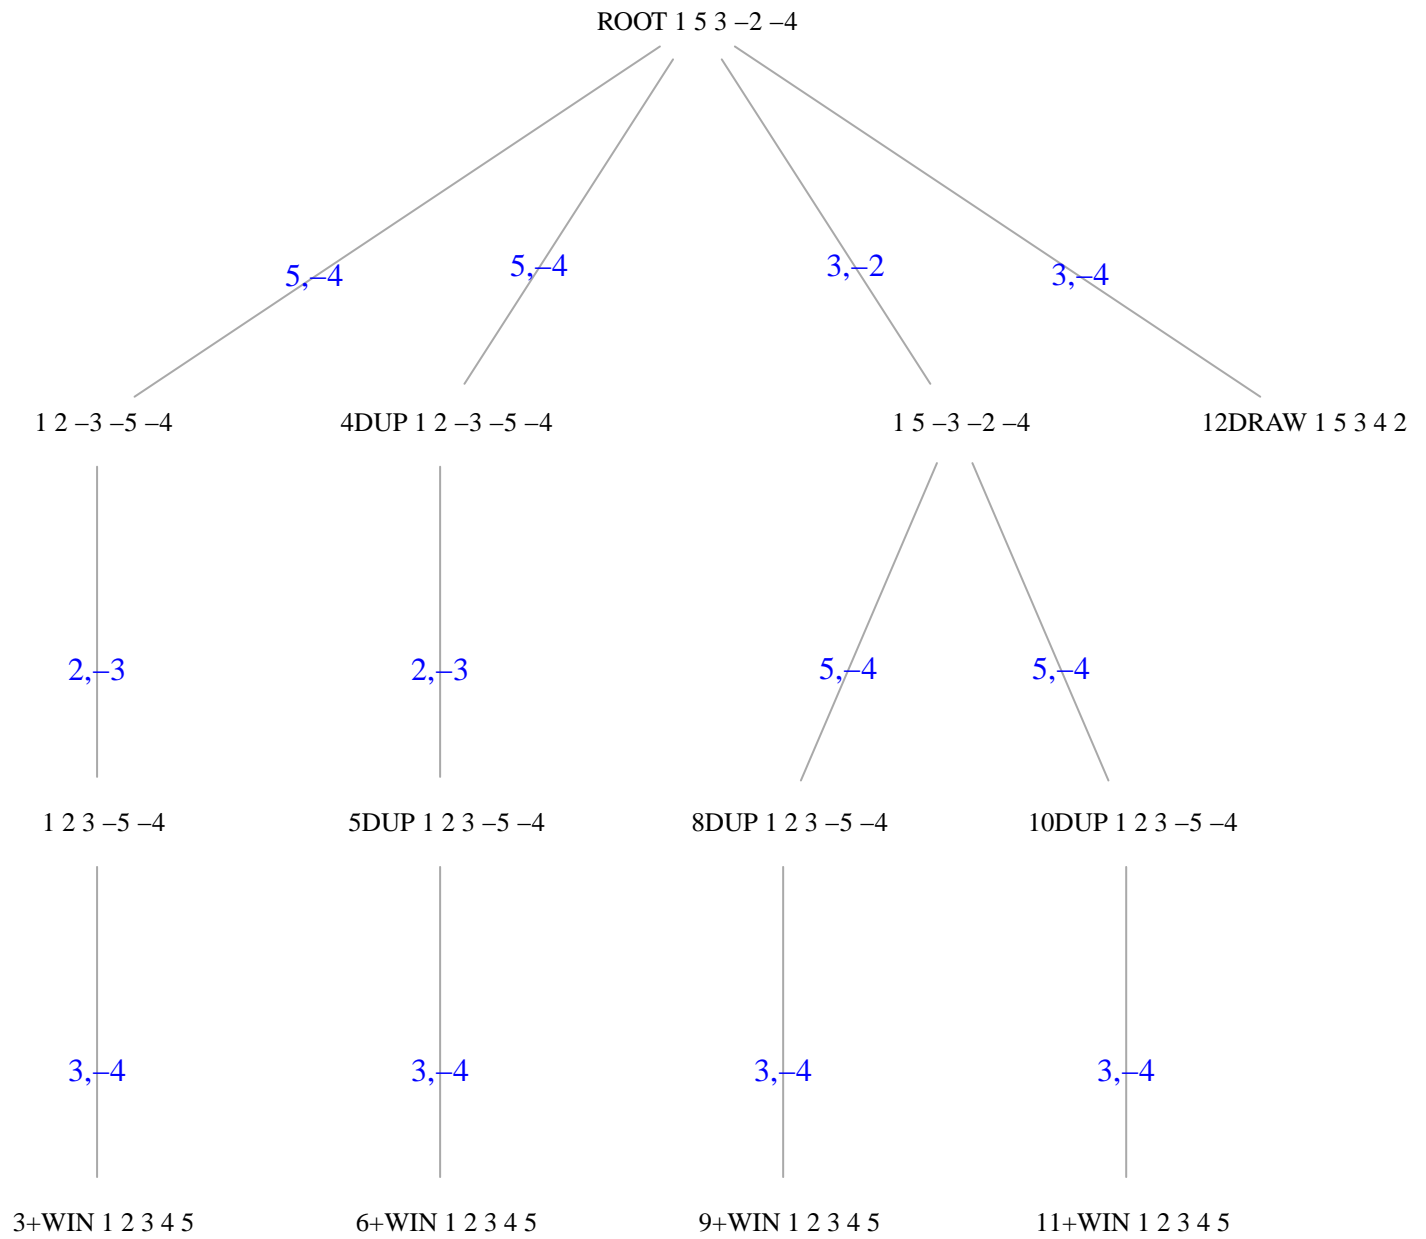 ROOT 1 5 3 –2 –4
5,–4
5,–4
3,–2
3,–4
1 2 –3 –5 –4
4DUP 1 2 –3 –5 –4
1 5 –3 –2 –4
12DRAW 1 5 3 4 2
2,–3
2,–3
5,–4
5,–4
1 2 3 –5 –4
5DUP 1 2 3 –5 –4
8DUP 1 2 3 –5 –4
10DUP 1 2 3 –5 –4
3,–4
3,–4
3,–4
3,–4
3+WIN 1 2 3 4 5
6+WIN 1 2 3 4 5
9+WIN 1 2 3 4 5
11+WIN 1 2 3 4 5